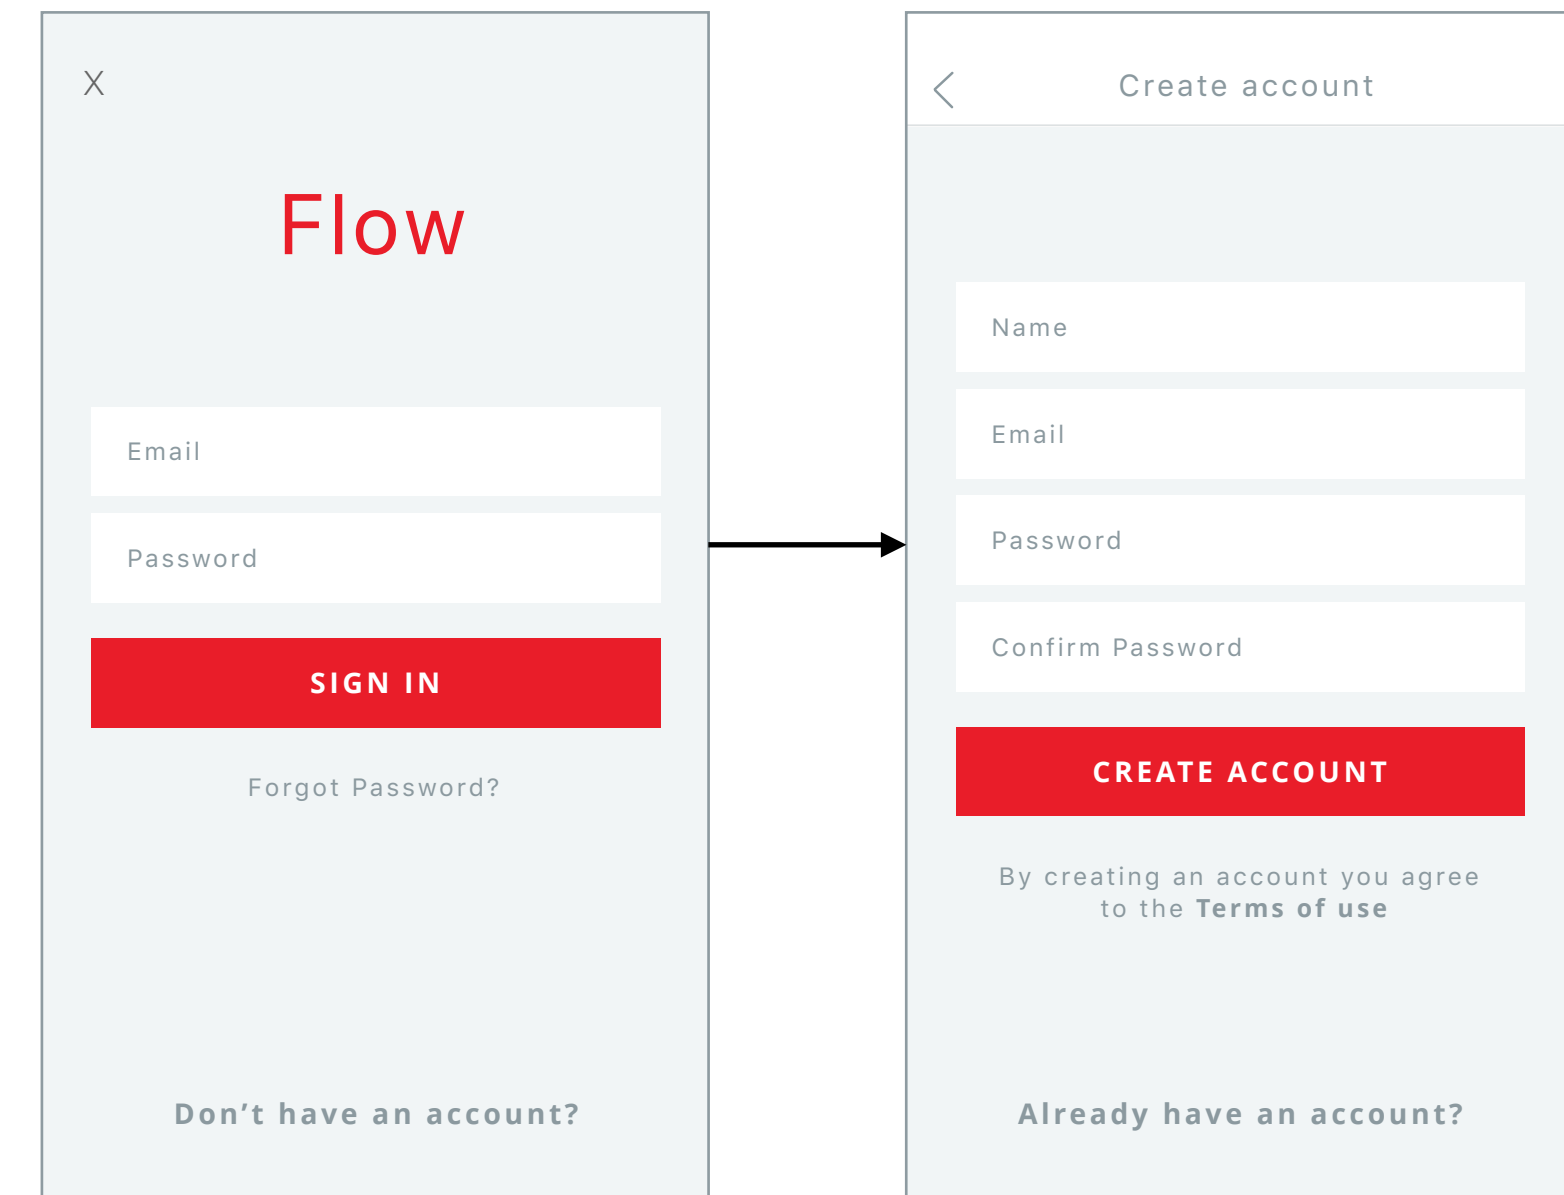 X
Flow
Email
Password
SIGN IN
Forgot Password?
Don’t have an account?
Create account
Name
Email
Password
Confirm Password
CREATE ACCOUNT
By creating an account you agree
to the Terms of use
Already have an account?